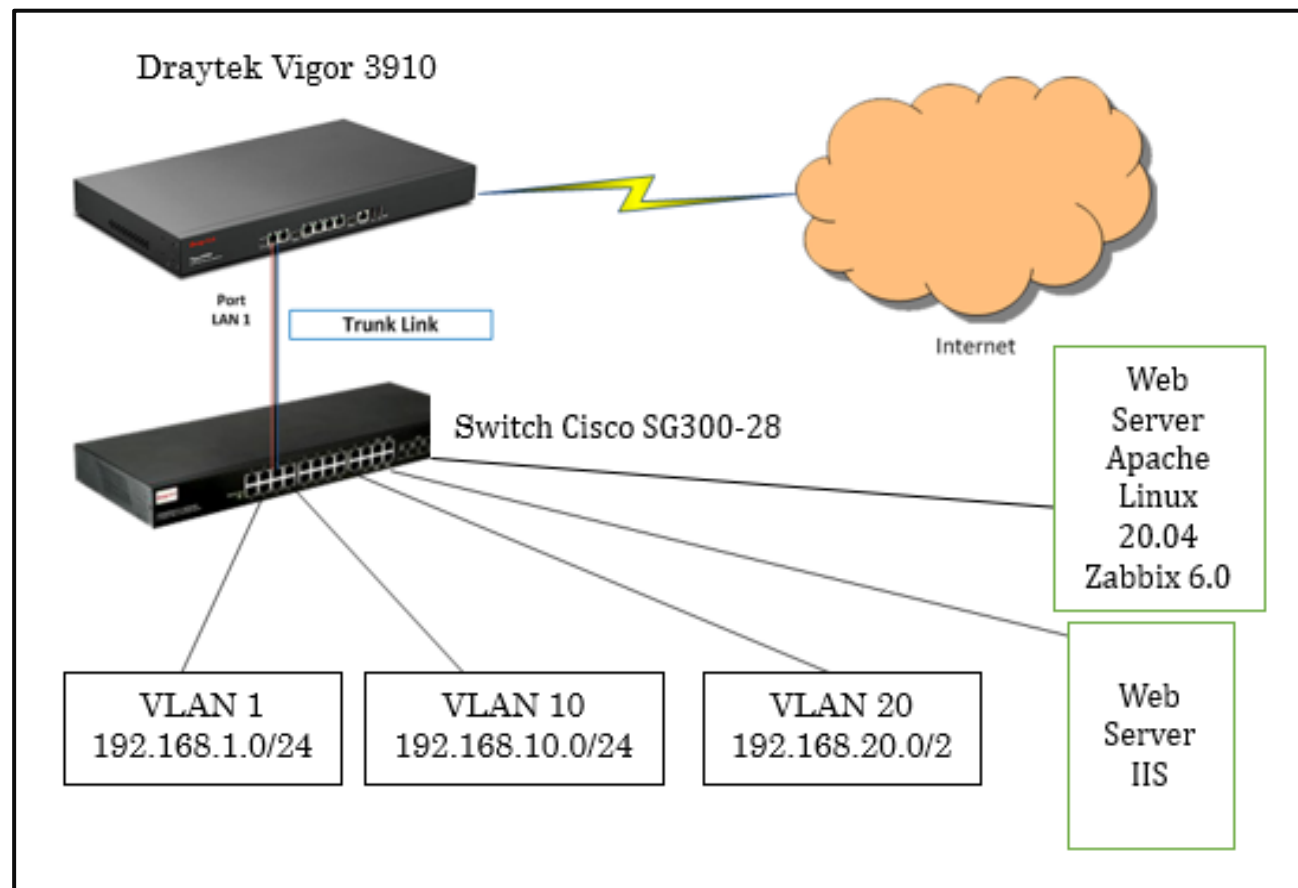 Draytek Vigor 3910
Port
LAN 1
Trunk Link
Internet
Switch Cisco SG300-28
Web
Server
Apache
Linux
20.04
Zabbix 6.0
VLAN 1
192.168.1.0/24
VLAN 10
192.168.10.0/24
VLAN 20
192.168.20.0/2
Web
Server
IIS